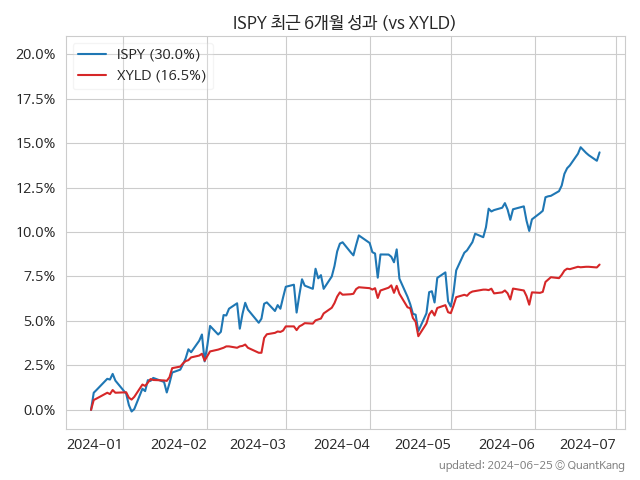 ISPY 최근 6개월 성과 (vs XYLD)
ISPY (30.0%)
XYLD (16.5%)
20.0%
17.5%
15.0%
12.5%
10.0%
7.5%
5.0%
2.5%
0.0%
2024-01 2024-02 2024-03 2024-04 2024-05 2024-06 2024-07
updated: 2024-06-25 © QuantKang